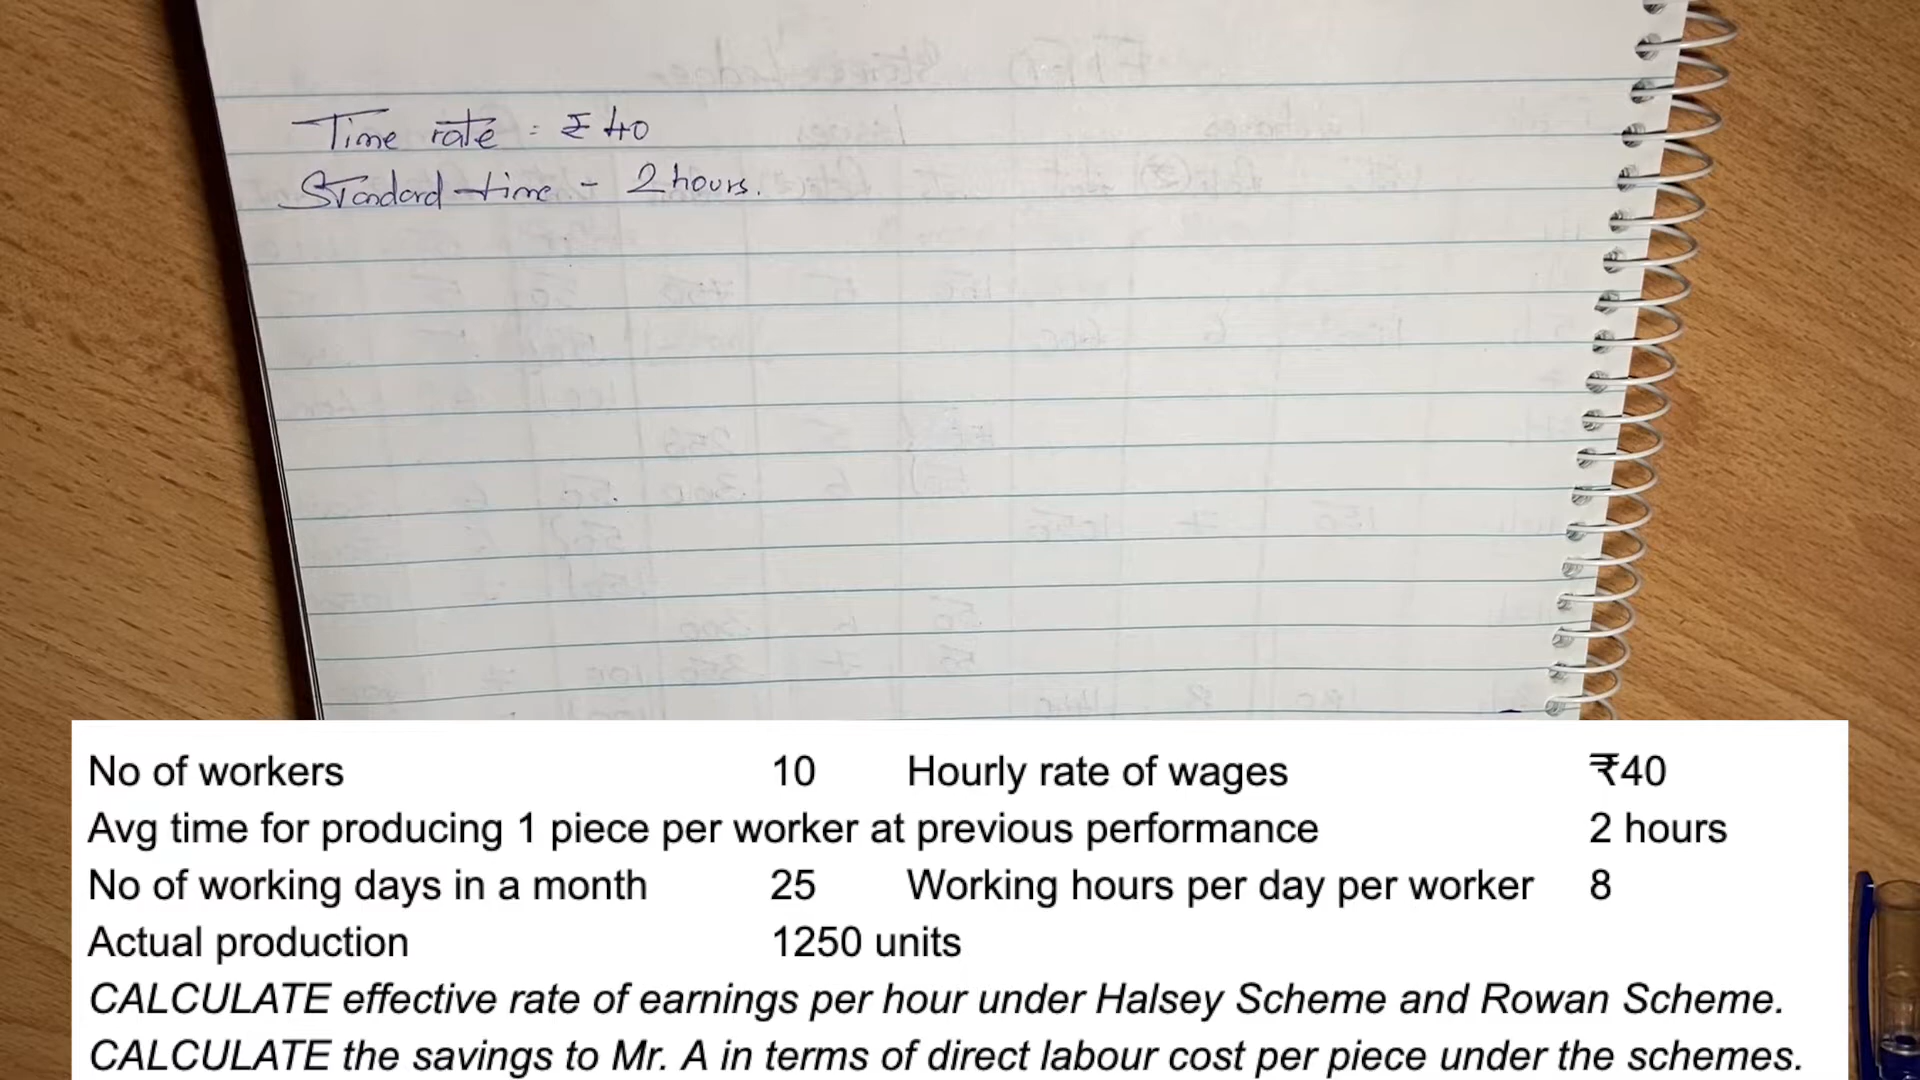 Time rate : ₹ 40
Standard time - 2 hours.
No of workers 10 Hourly rate of wages ₹40
Avg time for producing 1 piece per worker at previous performance 2 hours
No of working days in a month 25 Working hours per day per worker 8
Actual production 1250 units
CALCULATE effective rate of earnings per hour under Halsey Scheme and Rowan Scheme.
CALCULATE the savings to Mr. A in terms of direct labour cost per piece under the schemes.